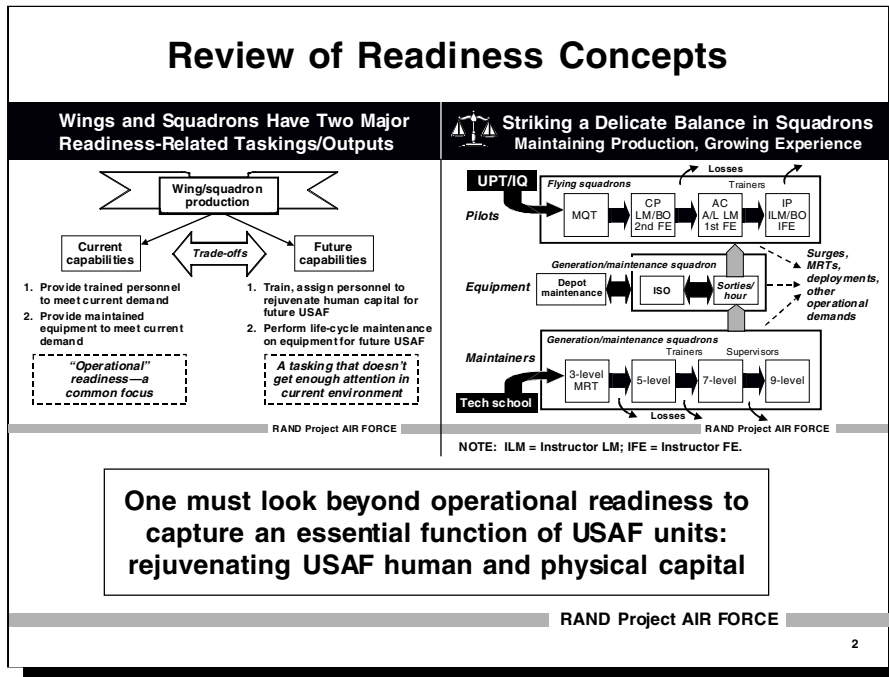 Review of Readiness Concepts
Wings and Squadrons Have Two Major
Readiness-Related Taskings/Outputs
Wing/squadron
production
Current
capabilities
Trade-offs
Future
capabilities
1. Provide trained personnel
to meet current demand
2. Provide maintained
equipment to meet current
demand
1. Train, assign personnel to
rejuvenate human capital for
future USAF
2. Perform life-cycle maintenance
on equipment for future USAF
“Operational”
readiness—a
common focus
A tasking that doesn’t
get enough attention in
current environment
RAND Project AIR FORCE
Striking a Delicate Balance in Squadrons
Maintaining Production, Growing Experience
Losses
UPT/IQ
Flying squadrons
Trainers
Pilots
MQT
CP
LM/BO
2nd FE
AC
A/L LM
1st FE
IP
ILM/BO
IFE
Generation/maintenance squadron
Equipment
Depot
maintenance
ISO
Sorties/
hour
Surges,
MRTs,
deployments,
other
operational
demands
Generation/maintenance squadrons
Maintainers
Trainers
Supervisors
3-level
MRT
5-level
7-level
9-level
Tech school
Losses
RAND Project AIR FORCE
NOTE: ILM = Instructor LM; IFE = Instructor FE.
One must look beyond operational readiness to
capture an essential function of USAF units:
rejuvenating USAF human and physical capital
RAND Project AIR FORCE
2